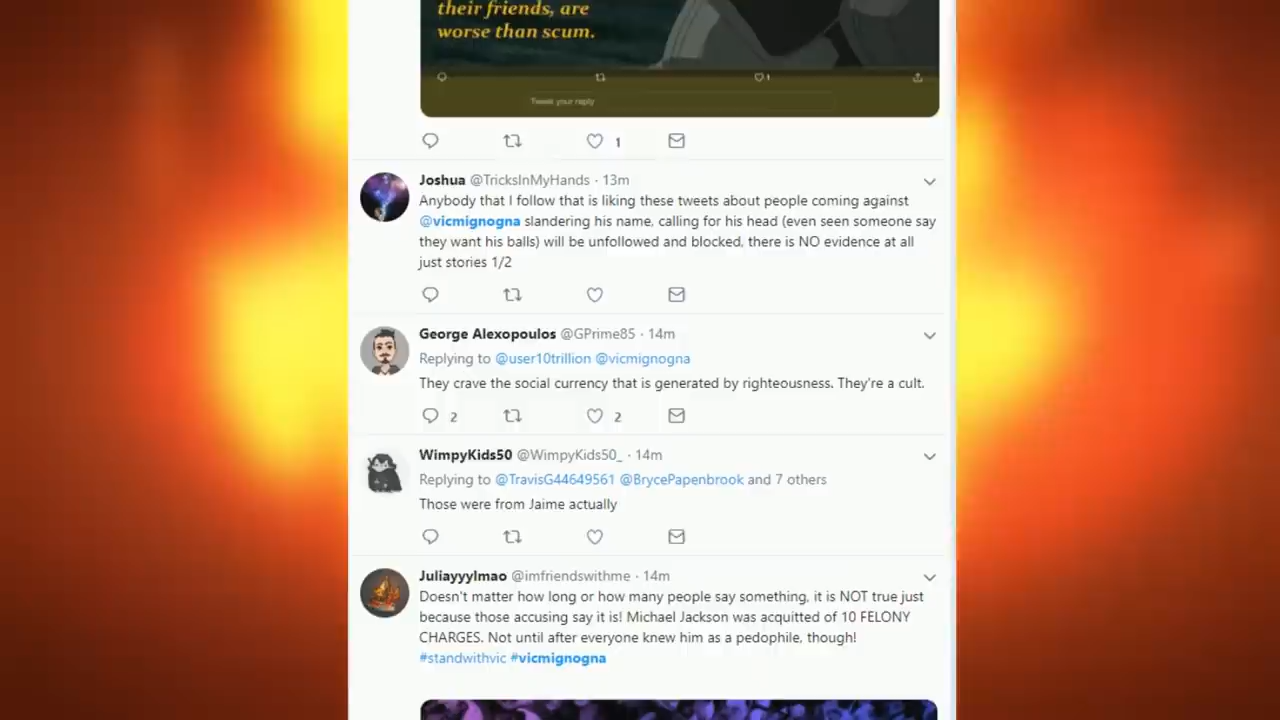 their friends, are
worse than scum.
1
Tweet your reply
1
Joshua @TricksInMyHands · 13m
Anybody that I follow that is liking these tweets about people coming against
@vicmignogna slandering his name, calling for his head (even seen someone say
they want his balls) will be unfollowed and blocked, there is NO evidence at all
just stories 1/2
George Alexopoulos @GPrime85 · 14m
Replying to @user10trillion @vicmignogna
They crave the social currency that is generated by righteousness. They're a cult.
2 2
WimpyKids50 @WimpyKids50_ · 14m
Replying to @TravisG44649561 @BrycePapenbrook and 7 others
Those were from Jaime actually
Juliayyylmao @imfriendswithme · 14m
Doesn't matter how long or how many people say something, it is NOT true just
because those accusing say it is! Michael Jackson was acquitted of 10 FELONY
CHARGES. Not until after everyone knew him as a pedophile, though!
#standwithvic #vicmignogna